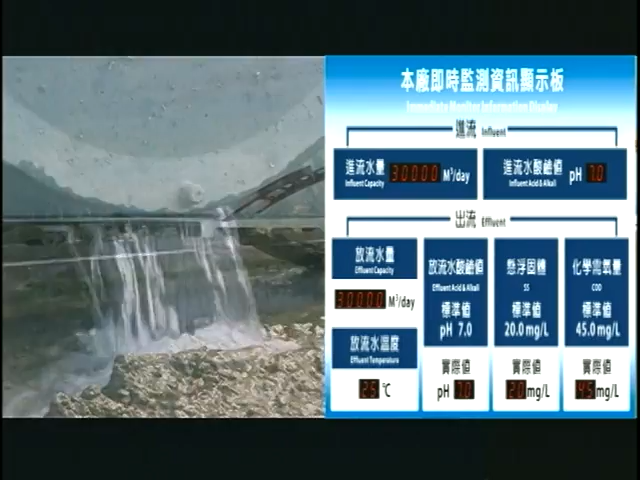 本廠即時監測資訊顯示板
Immediate Monitor Information Display
進流 Influent
進流水量
Influent Capacity
30000 M³/day
進流水酸鹼值
Influent Acid & Alkali
pH 7.0
出流 Effluent
放流水量
Effluent Capacity
30000 M³/day
放流水溫度
Effluent Temperature
25 ℃
放流水酸鹼值
Effluent Acid & Alkali
標準值
pH 7.0
實際值
pH 7.0
懸浮固體
SS
標準值
20.0 mg/L
實際值
mg/L
化學需氧量
COD
標準值
45.0 mg/L
實際值
mg/L